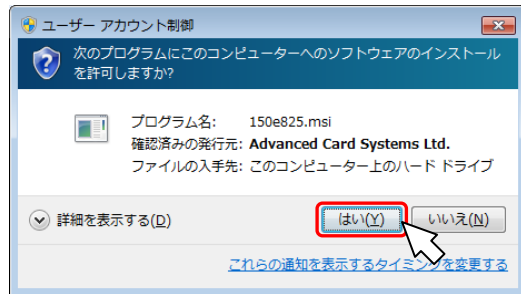 ユーザー アカウント制御
次のプログラムにこのコンピューターへのソフトウェアのインストール
を許可しますか?
プログラム名: 150e825.msi
確認済みの発行元: Advanced Card Systems Ltd.
ファイルの入手先: このコンピューター上のハード ドライブ
詳細を表示する(D) はい(Y) いいえ(N)
これらの通知を表示するタイミングを変更する